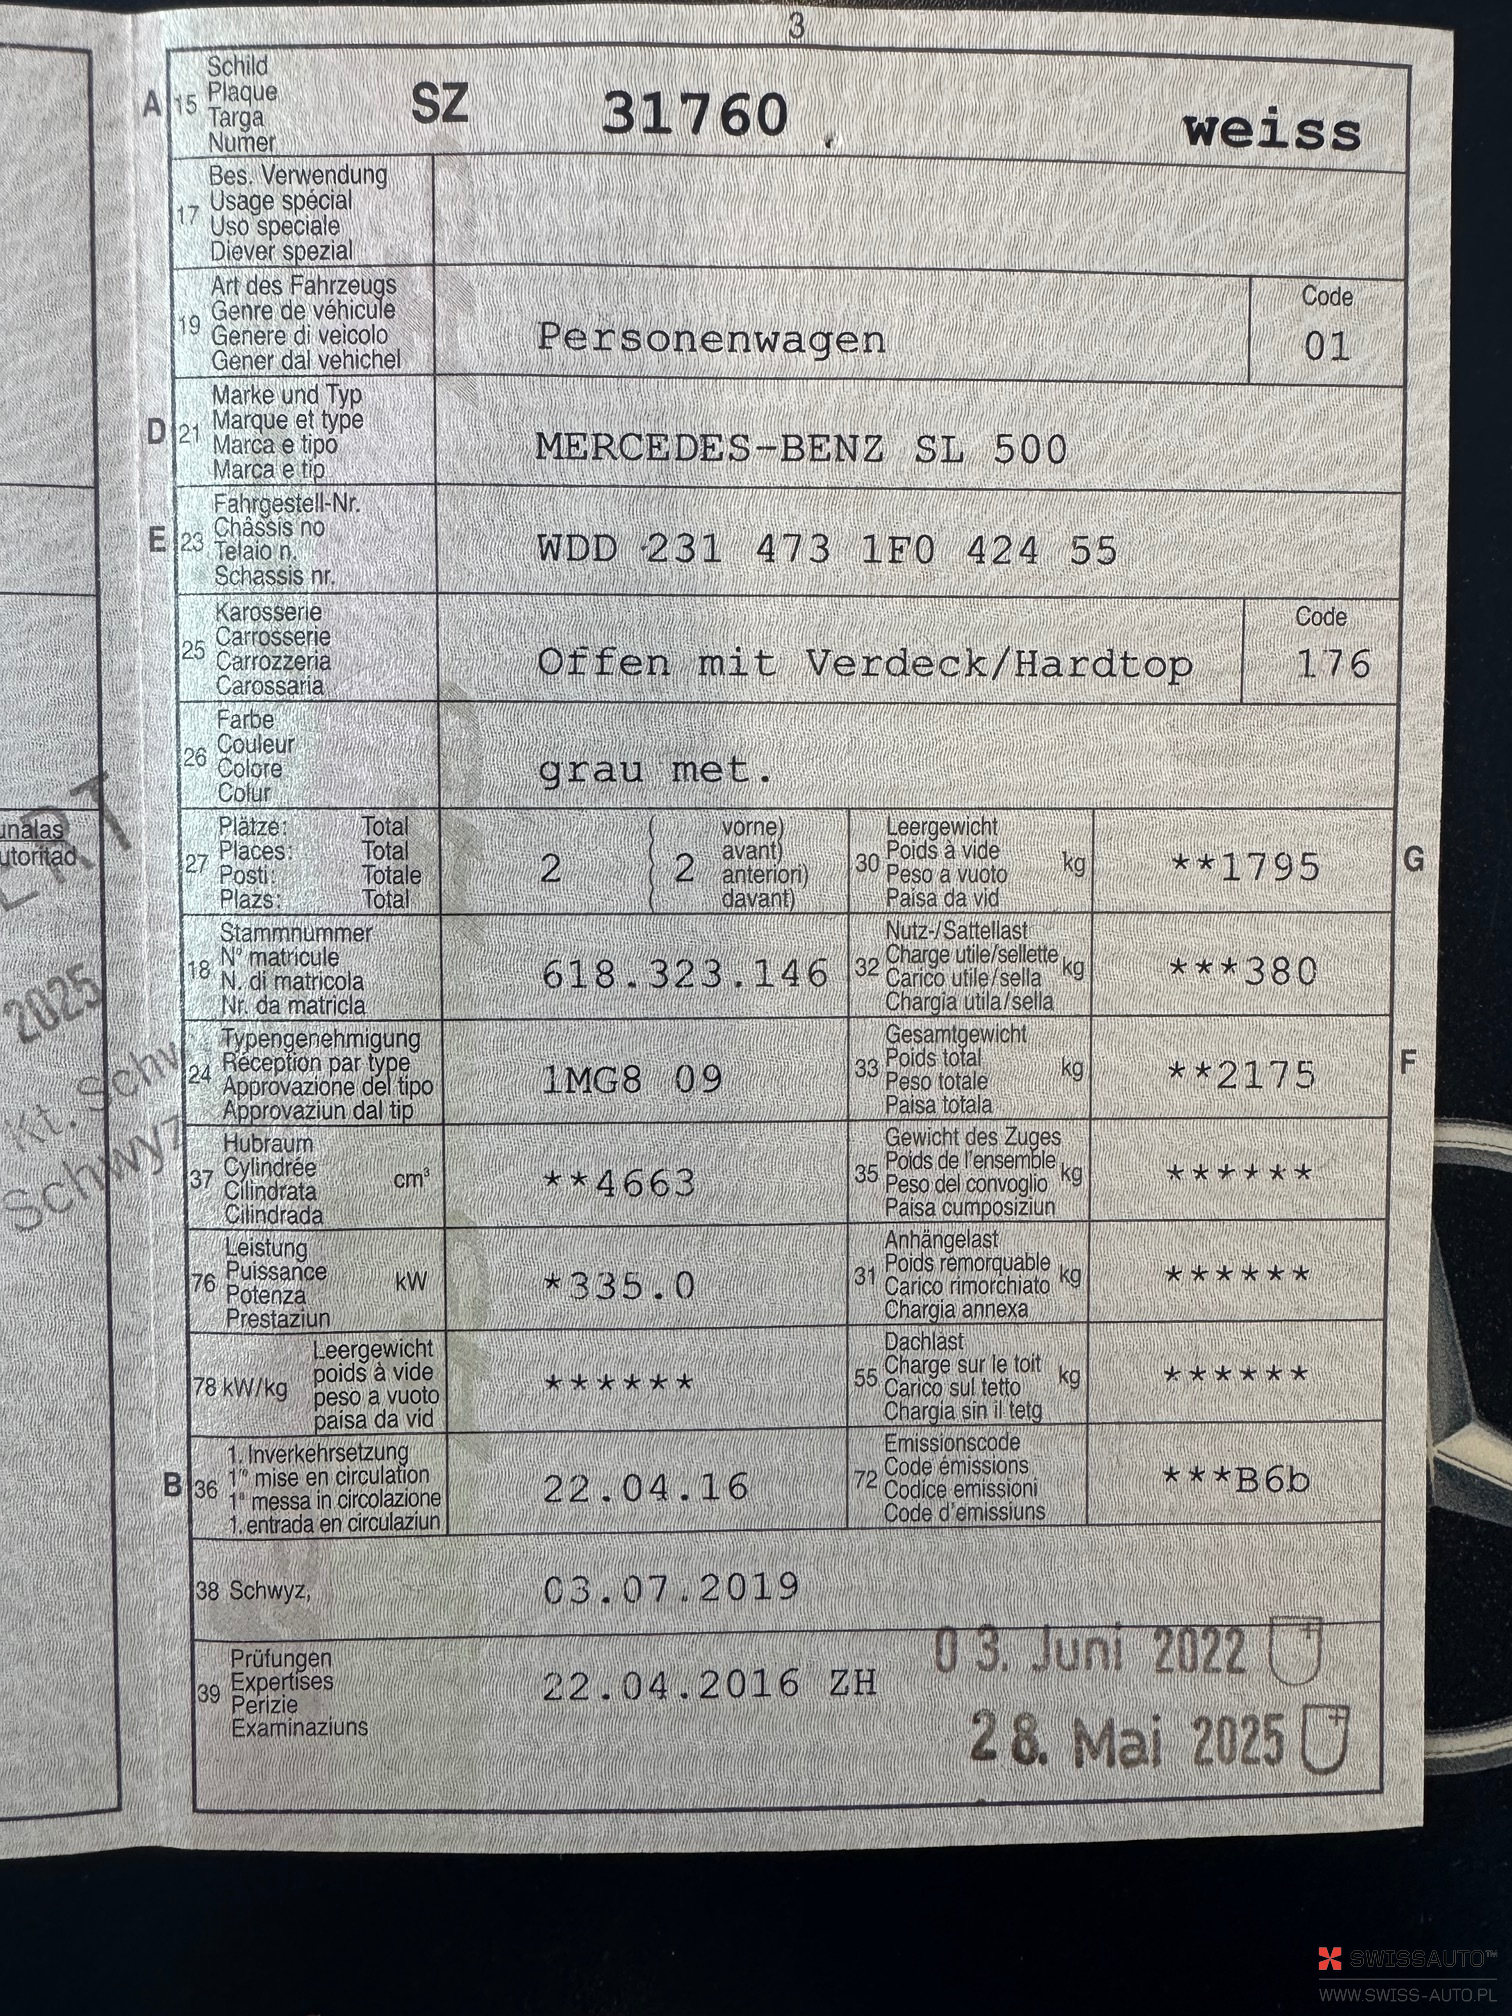 3
A 15 Schild
Plaque
Targa
Numer
SZ 31760 weiss
17 Bes. Verwendung
Usage spécial
Uso speciale
Diever spezial
19 Art des Fahrzeugs
Genre de véhicule
Genere di veicolo
Gener dal vehichel
Personenwagen
Code
01
D 21 Marke und Typ
Marque et type
Marca e tipo
Marca e tip
MERCEDES-BENZ SL 500
E 23 Fahrgestell-Nr.
Châssis no
Telaio n.
Schassis nr.
WDD 231 473 1F0 424 55
25 Karosserie
Carrosserie
Carrozzeria
Carossaria
Offen mit Verdeck/Hardtop
Code
176
26 Farbe
Couleur
Colore
Colur
grau met.
27 Plätze: Total
Places: Total
Posti: Totale
Plazs: Total
2 ( 2 vorne)
avant)
anteriori)
davant)
30 Leergewicht
Poids à vide
Peso a vuoto
Paisa da vid
kg **1795 G
18 Stammnummer
N° matricule
N. di matricola
Nr. da matricla
618.323.146
32 Nutz-/Sattellast
Charge utile/sellette
Carico utile/sella
Chargia utila/sella
kg ***380
24 Typengenehmigung
Réception par type
Approvazione del tipo
Approvaziun dal tip
1MG8 09
33 Gesamtgewicht
Poids total
Peso totale
Paisa totala
kg **2175 F
37 Hubraum
Cylindrée
Cilindrata
Cilindrada
cm³ **4663
35 Gewicht des Zuges
Poids de l'ensemble
Peso del convoglio
Paisa cumposiziun
kg ******
76 Leistung
Puissance
Potenza
Prestaziun
kW *335.0
31 Anhängelast
Poids remorquable
Carico rimorchiato
Chargia annexa
kg ******
78 kW/kg Leergewicht
poids à vide
peso a vuoto
paisa da vid
******
55 Dachlast
Charge sur le toit
Carico sul tetto
Chargia sin il tetg
kg ******
B 36 1. Inverkehrsetzung
1re mise en circulation
1a messa in circolazione
1. entrada en circulaziun
22.04.16
72 Emissionscode
Code émissions
Codice emissioni
Code d'emissiuns
***B6b
38 Schwyz, 03.07.2019
39 Prüfungen
Expertises
Perizie
Examinaziuns
22.04.2016 ZH
03. Juni 2022
28. Mai 2025
2025
Kt. Schw
Schwyz
SWISSAUTO™
WWW.SWISS-AUTO.PL